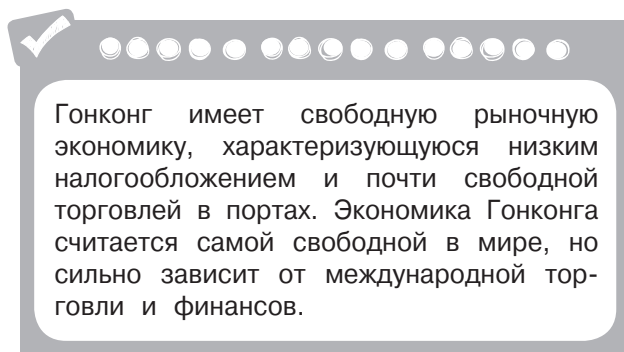 Гонконг имеет свободную рыночную
экономику, характеризующуюся низким
налогообложением и почти свободной
торговлей в портах. Экономика Гонконга
считается самой свободной в мире, но
сильно зависит от международной тор-
говли и финансов.